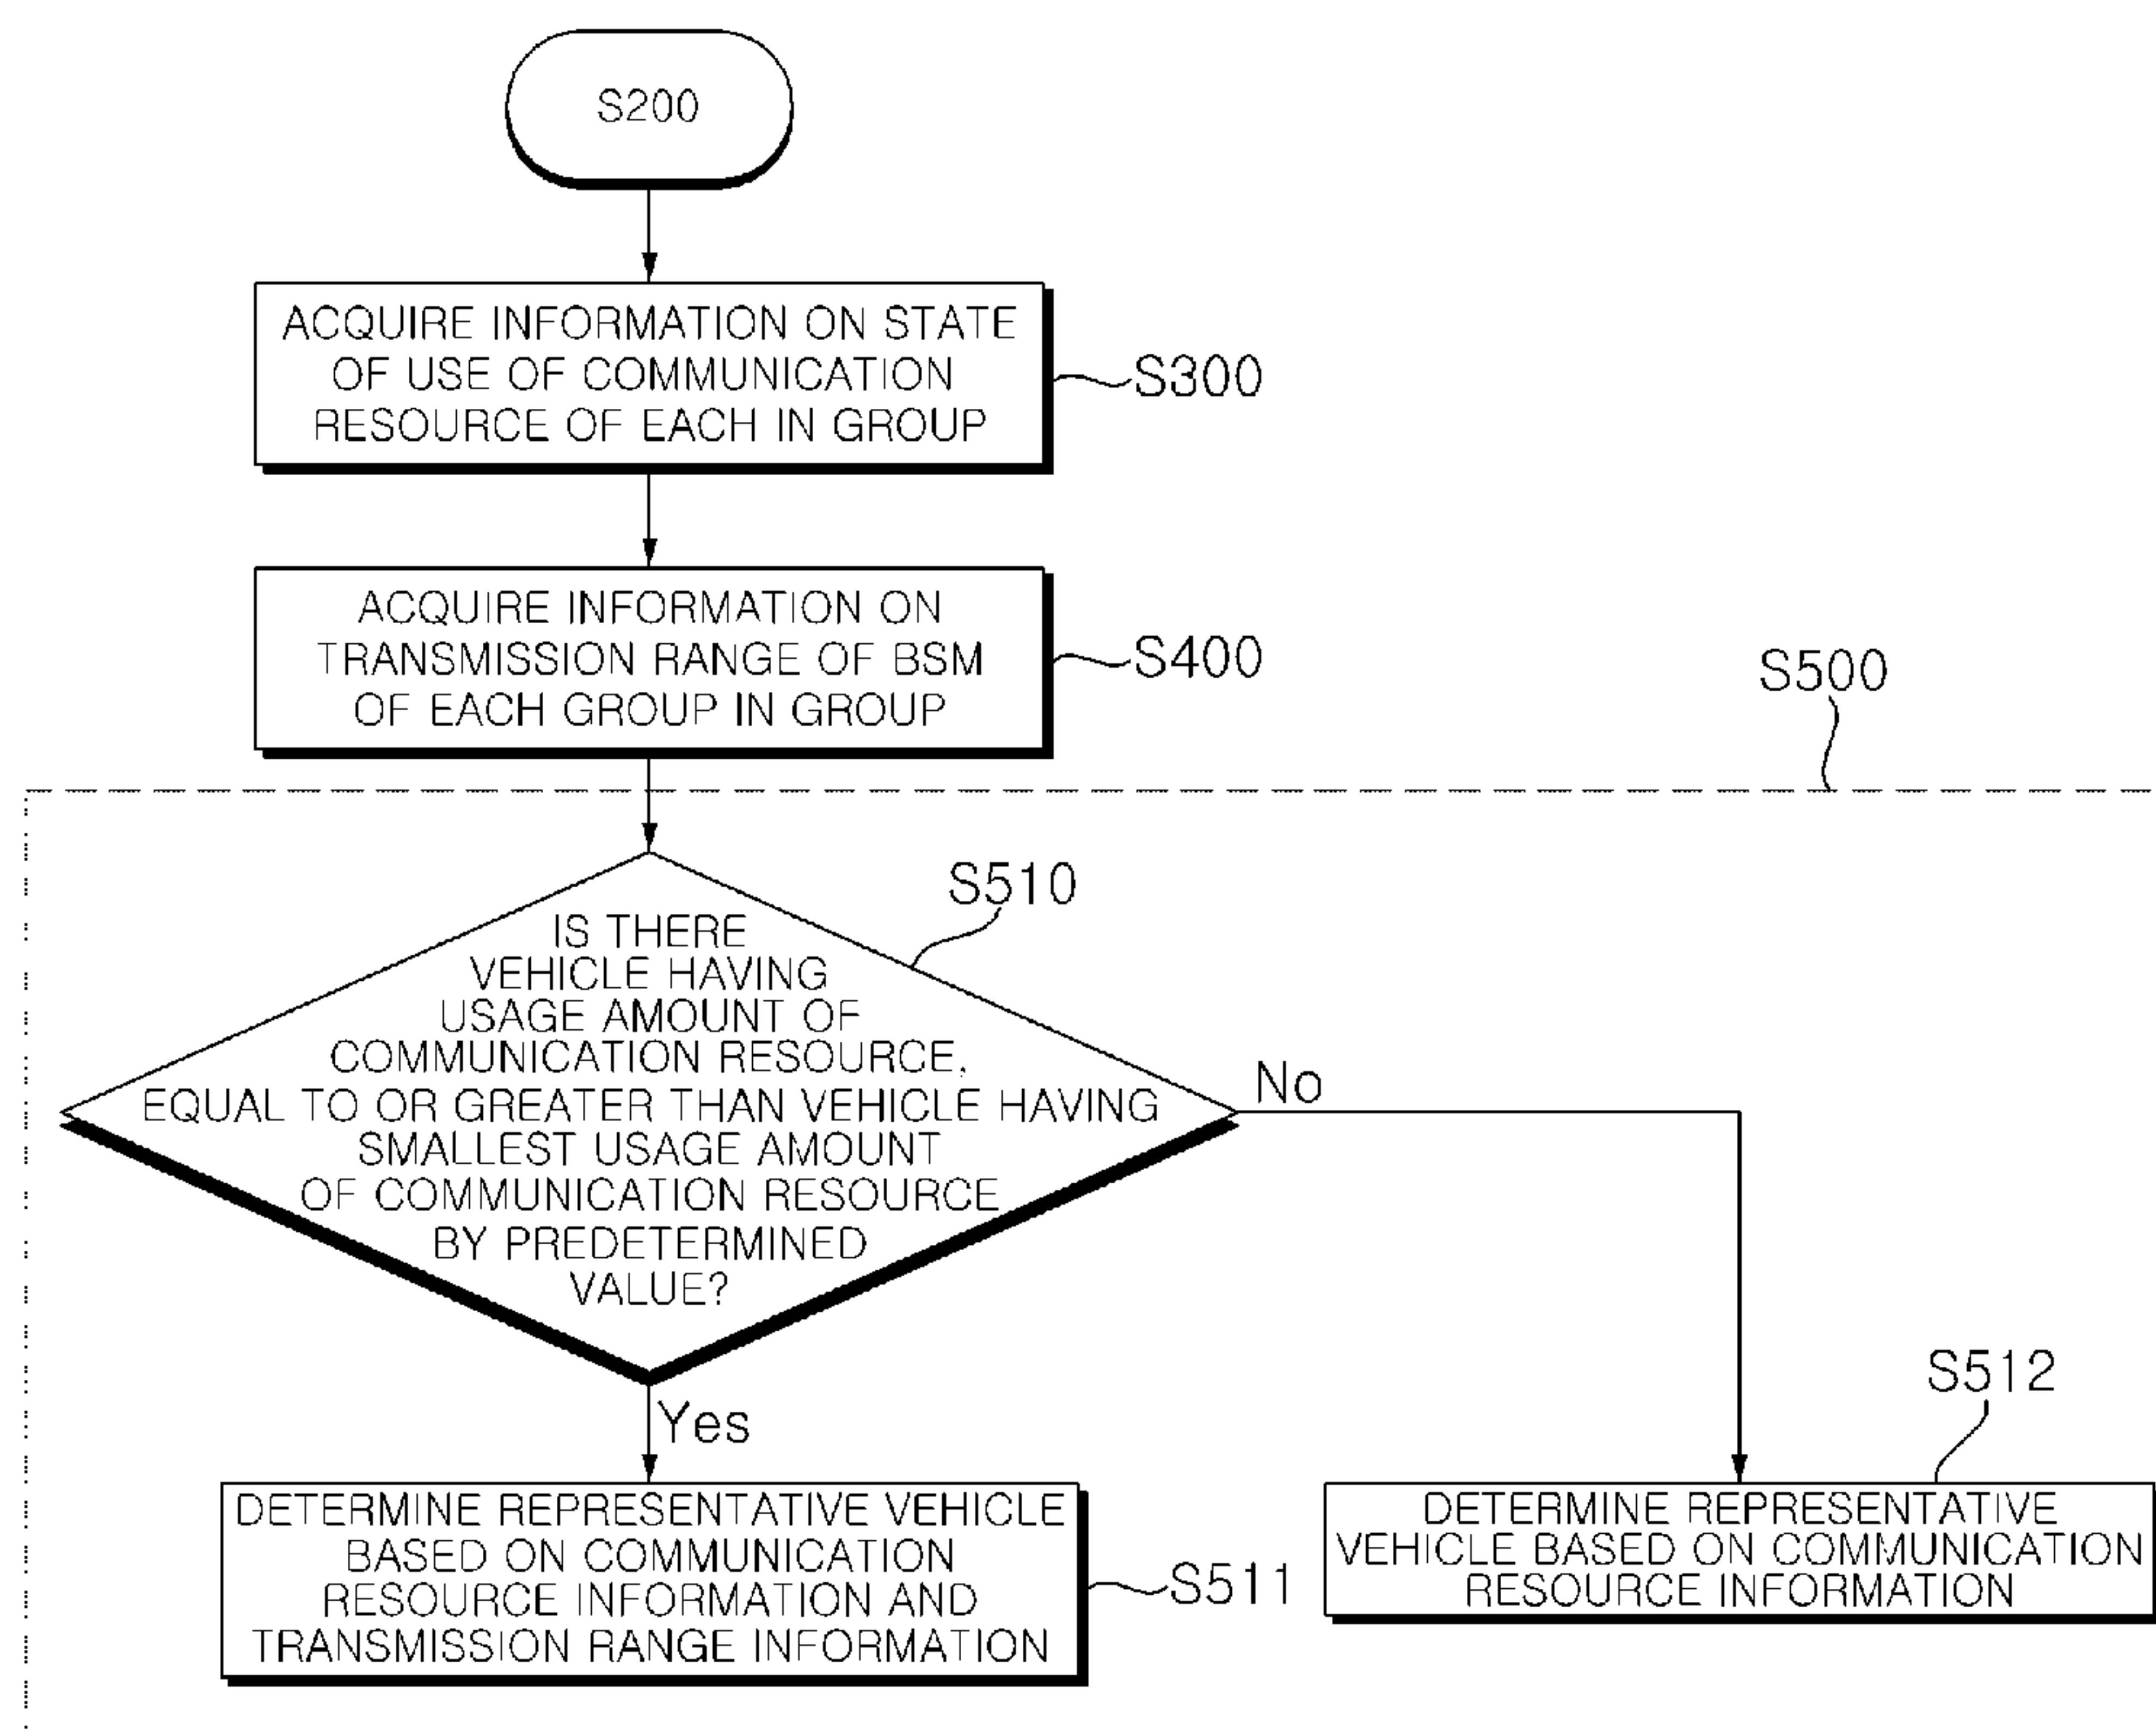 S200
ACQUIRE INFORMATION ON STATE
OF USE OF COMMUNICATION
RESOURCE OF EACH IN GROUP
S300
ACQUIRE INFORMATION ON
TRANSMISSION RANGE OF BSM
OF EACH GROUP IN GROUP
S400
S500
S510
IS THERE
VEHICLE HAVING
USAGE AMOUNT OF
COMMUNICATION RESOURCE,
EQUAL TO OR GREATER THAN VEHICLE HAVING
SMALLEST USAGE AMOUNT
OF COMMUNICATION RESOURCE
BY PREDETERMINED
VALUE?
No
Yes
DETERMINE REPRESENTATIVE VEHICLE
BASED ON COMMUNICATION
RESOURCE INFORMATION AND
TRANSMISSION RANGE INFORMATION
S511
S512
DETERMINE REPRESENTATIVE
VEHICLE BASED ON COMMUNICATION
RESOURCE INFORMATION